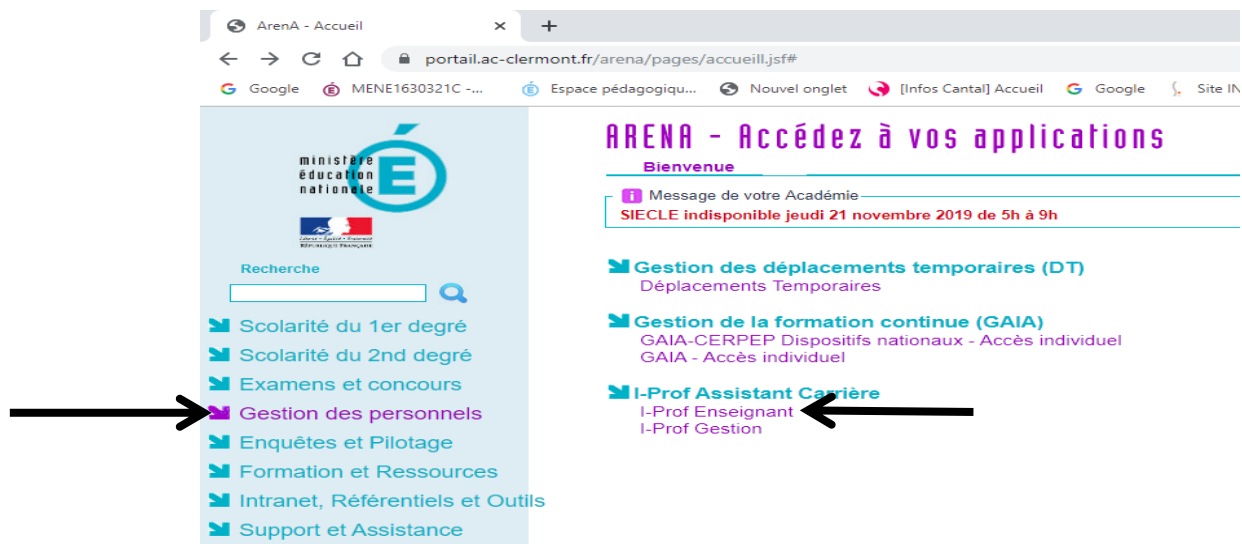 ArenA - Accueil
portail.ac-clermont.fr/arena/pages/accueill.jsf#
Google MENE1630321C -... Espace pédagogiqu... Nouvel onglet [Infos Cantal] Accueil Google Site IN
ministère
éducation
nationale
Liberté • Égalité • Fraternité
RÉPUBLIQUE FRANÇAISE
Recherche
Scolarité du 1er degré
Scolarité du 2nd degré
Examens et concours
Gestion des personnels
Enquêtes et Pilotage
Formation et Ressources
Intranet, Référentiels et Outils
Support et Assistance
ARENA - Accédez à vos applications
Bienvenue
Message de votre Académie
SIECLE indisponible jeudi 21 novembre 2019 de 5h à 9h
Gestion des déplacements temporaires (DT)
Déplacements Temporaires
Gestion de la formation continue (GAIA)
GAIA-CERPEP Dispositifs nationaux - Accès individuel
GAIA - Accès individuel
I-Prof Assistant Carrière
I-Prof Enseignant
I-Prof Gestion